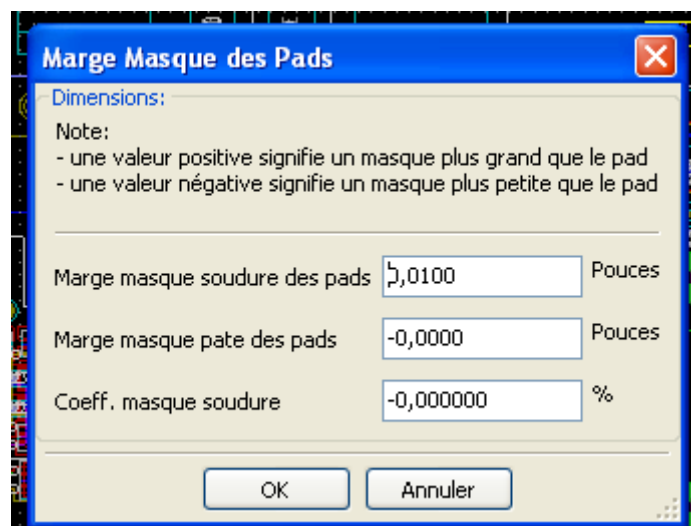 Marge Masque des Pads
Dimensions:
Note:
- une valeur positive signifie un masque plus grand que le pad
- une valeur négative signifie un masque plus petite que le pad
Marge masque soudure des pads 0,0100 Pouces
Marge masque pate des pads -0,0000 Pouces
Coeff. masque soudure -0,000000 %
OK Annuler